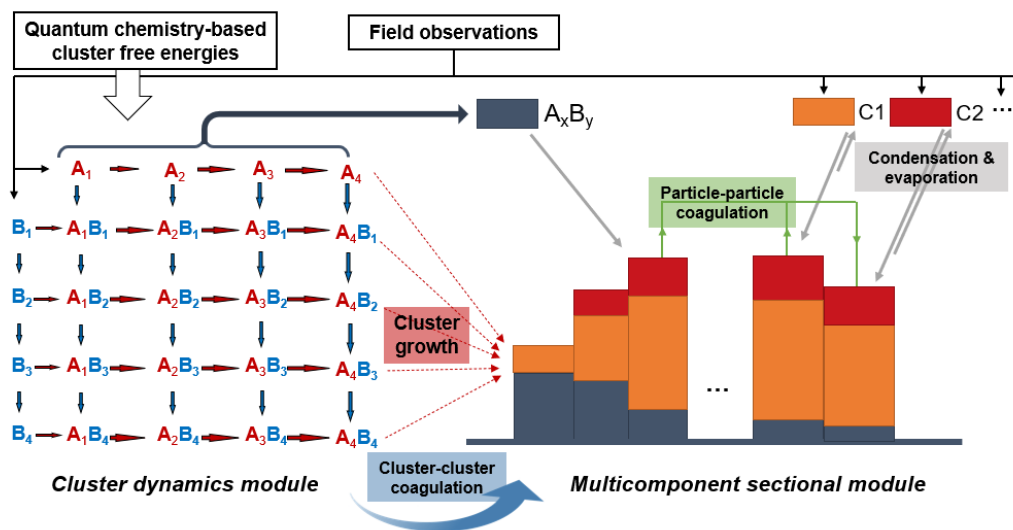 Quantum chemistry-based
cluster free energies
Field observations
AₓBᵧ
C1
C2
...
Condensation &
evaporation
Particle-particle
coagulation
A₁ A₂ A₃ A₄
B₁ A₁B₁ A₂B₁ A₃B₁ A₄B₁
B₂ A₁B₂ A₂B₂ A₃B₂ A₄B₂
B₃ A₁B₃ A₂B₃ A₃B₃ A₄B₃
B₄ A₁B₄ A₂B₄ A₃B₄ A₄B₄
Cluster
growth
...
Cluster dynamics module
Cluster-cluster
coagulation
Multicomponent sectional module